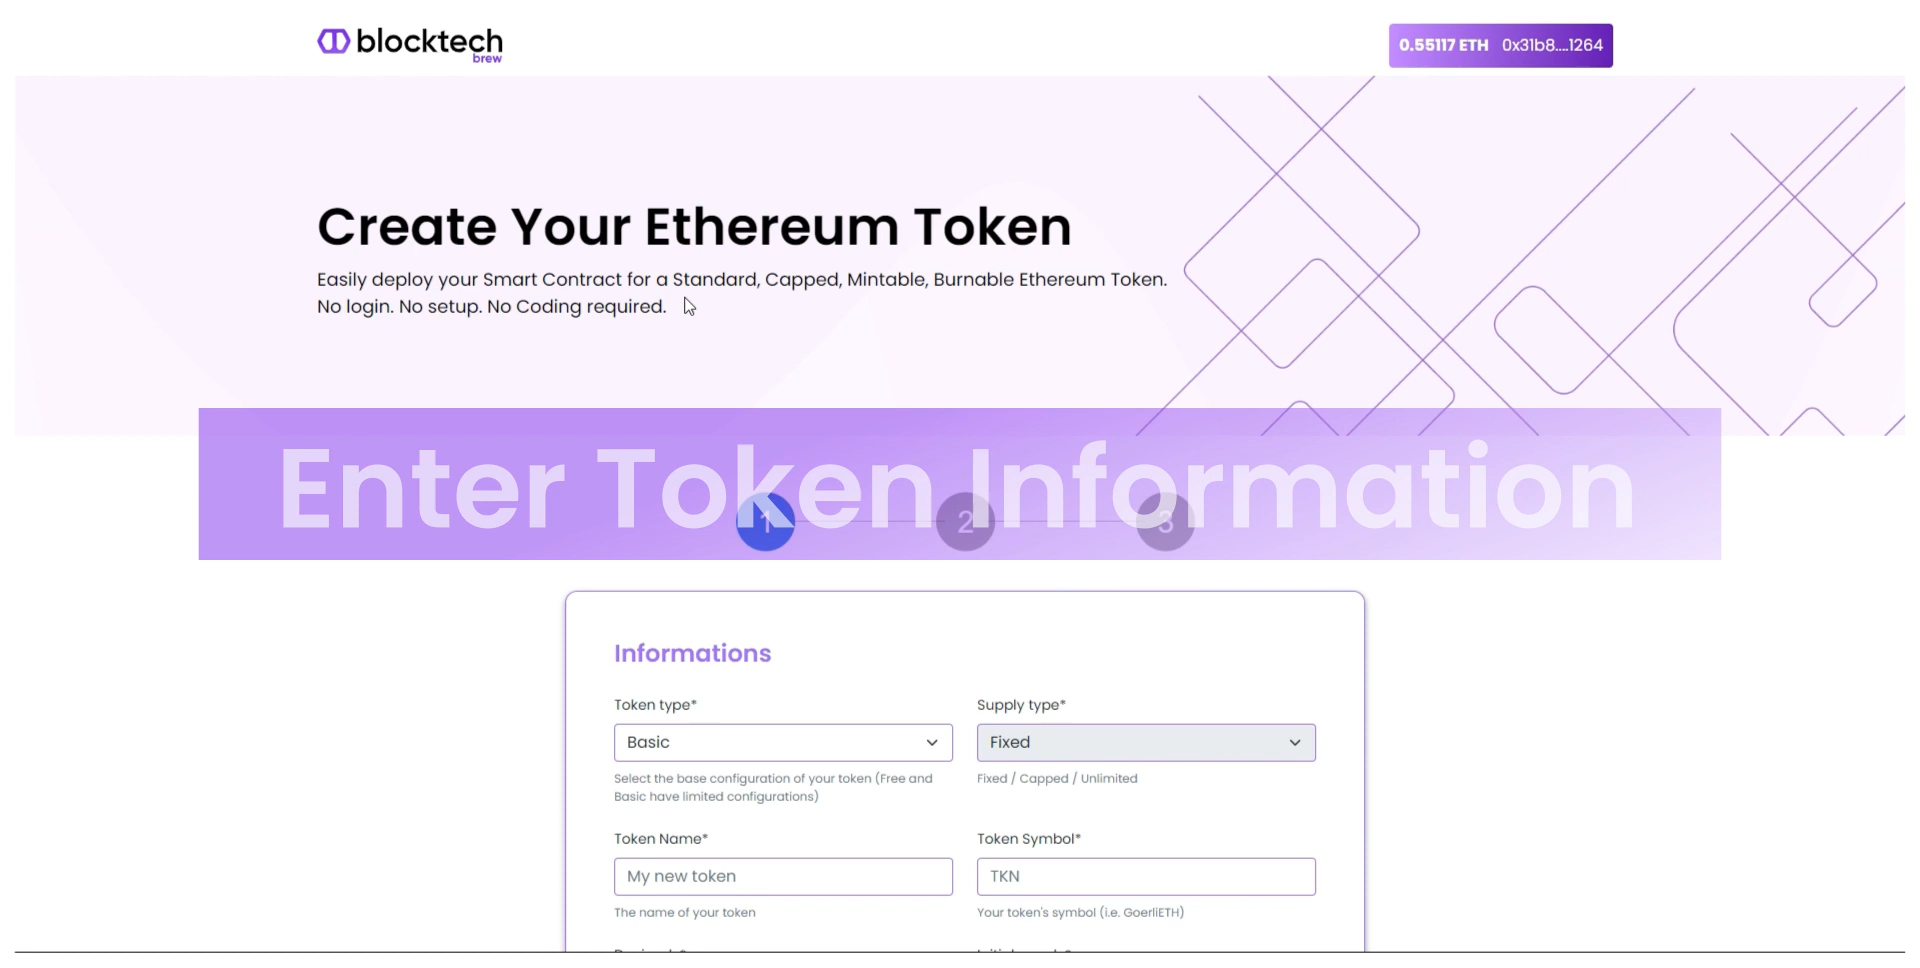 blocktech
brew
0.55117 ETH 0x31b8....1264
Create Your Ethereum Token
Easily deploy your Smart Contract for a Standard, Capped, Mintable, Burnable Ethereum Token.
No login. No setup. No Coding required.
Enter Token Information
1 2 3
Informations
Token type* Supply type*
Basic Fixed
Select the base configuration of your token (Free and Fixed / Capped / Unlimited
Basic have limited configurations)
Token Name* Token Symbol*
My new token TKN
The name of your token Your token's symbol (i.e. GoerliETH)